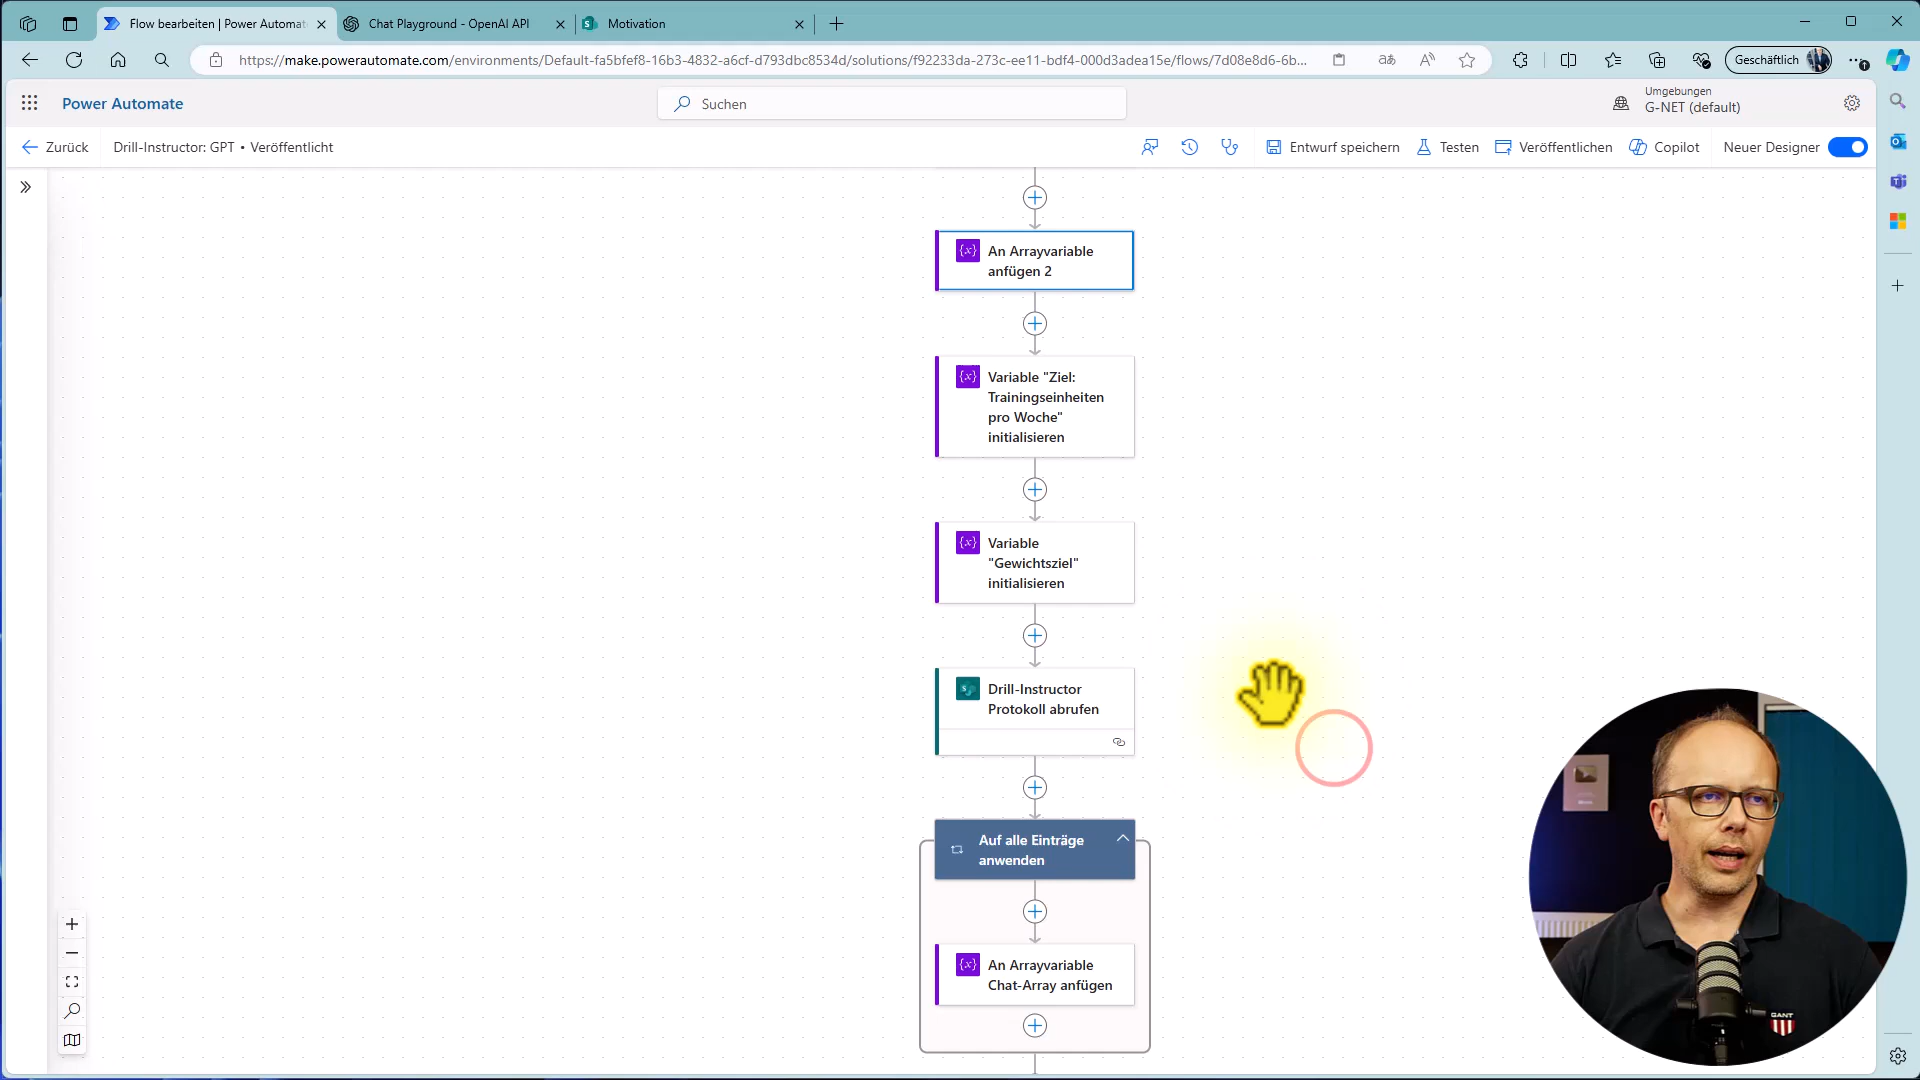 Flow bearbeiten | Power Automat
Chat Playground - OpenAI API
Motivation
https://make.powerautomate.com/environments/Default-fa5bfef8-16b3-4832-a6cf-d793dbc8534d/solutions/f92233da-273c-ee11-bdf4-000d3adea15e/flows/7d08e8d6-6b...
Geschäftlich
Power Automate
Suchen
Umgebungen
G-NET (default)
Zurück
Drill-Instructor: GPT • Veröffentlicht
Entwurf speichern
Testen
Veröffentlichen
Copilot
Neuer Designer
An Arrayvariable
anfügen 2
Variable "Ziel:
Trainingseinheiten
pro Woche"
initialisieren
Variable
"Gewichtsziel"
initialisieren
Drill-Instructor
Protokoll abrufen
Auf alle Einträge
anwenden
An Arrayvariable
Chat-Array anfügen
GANT